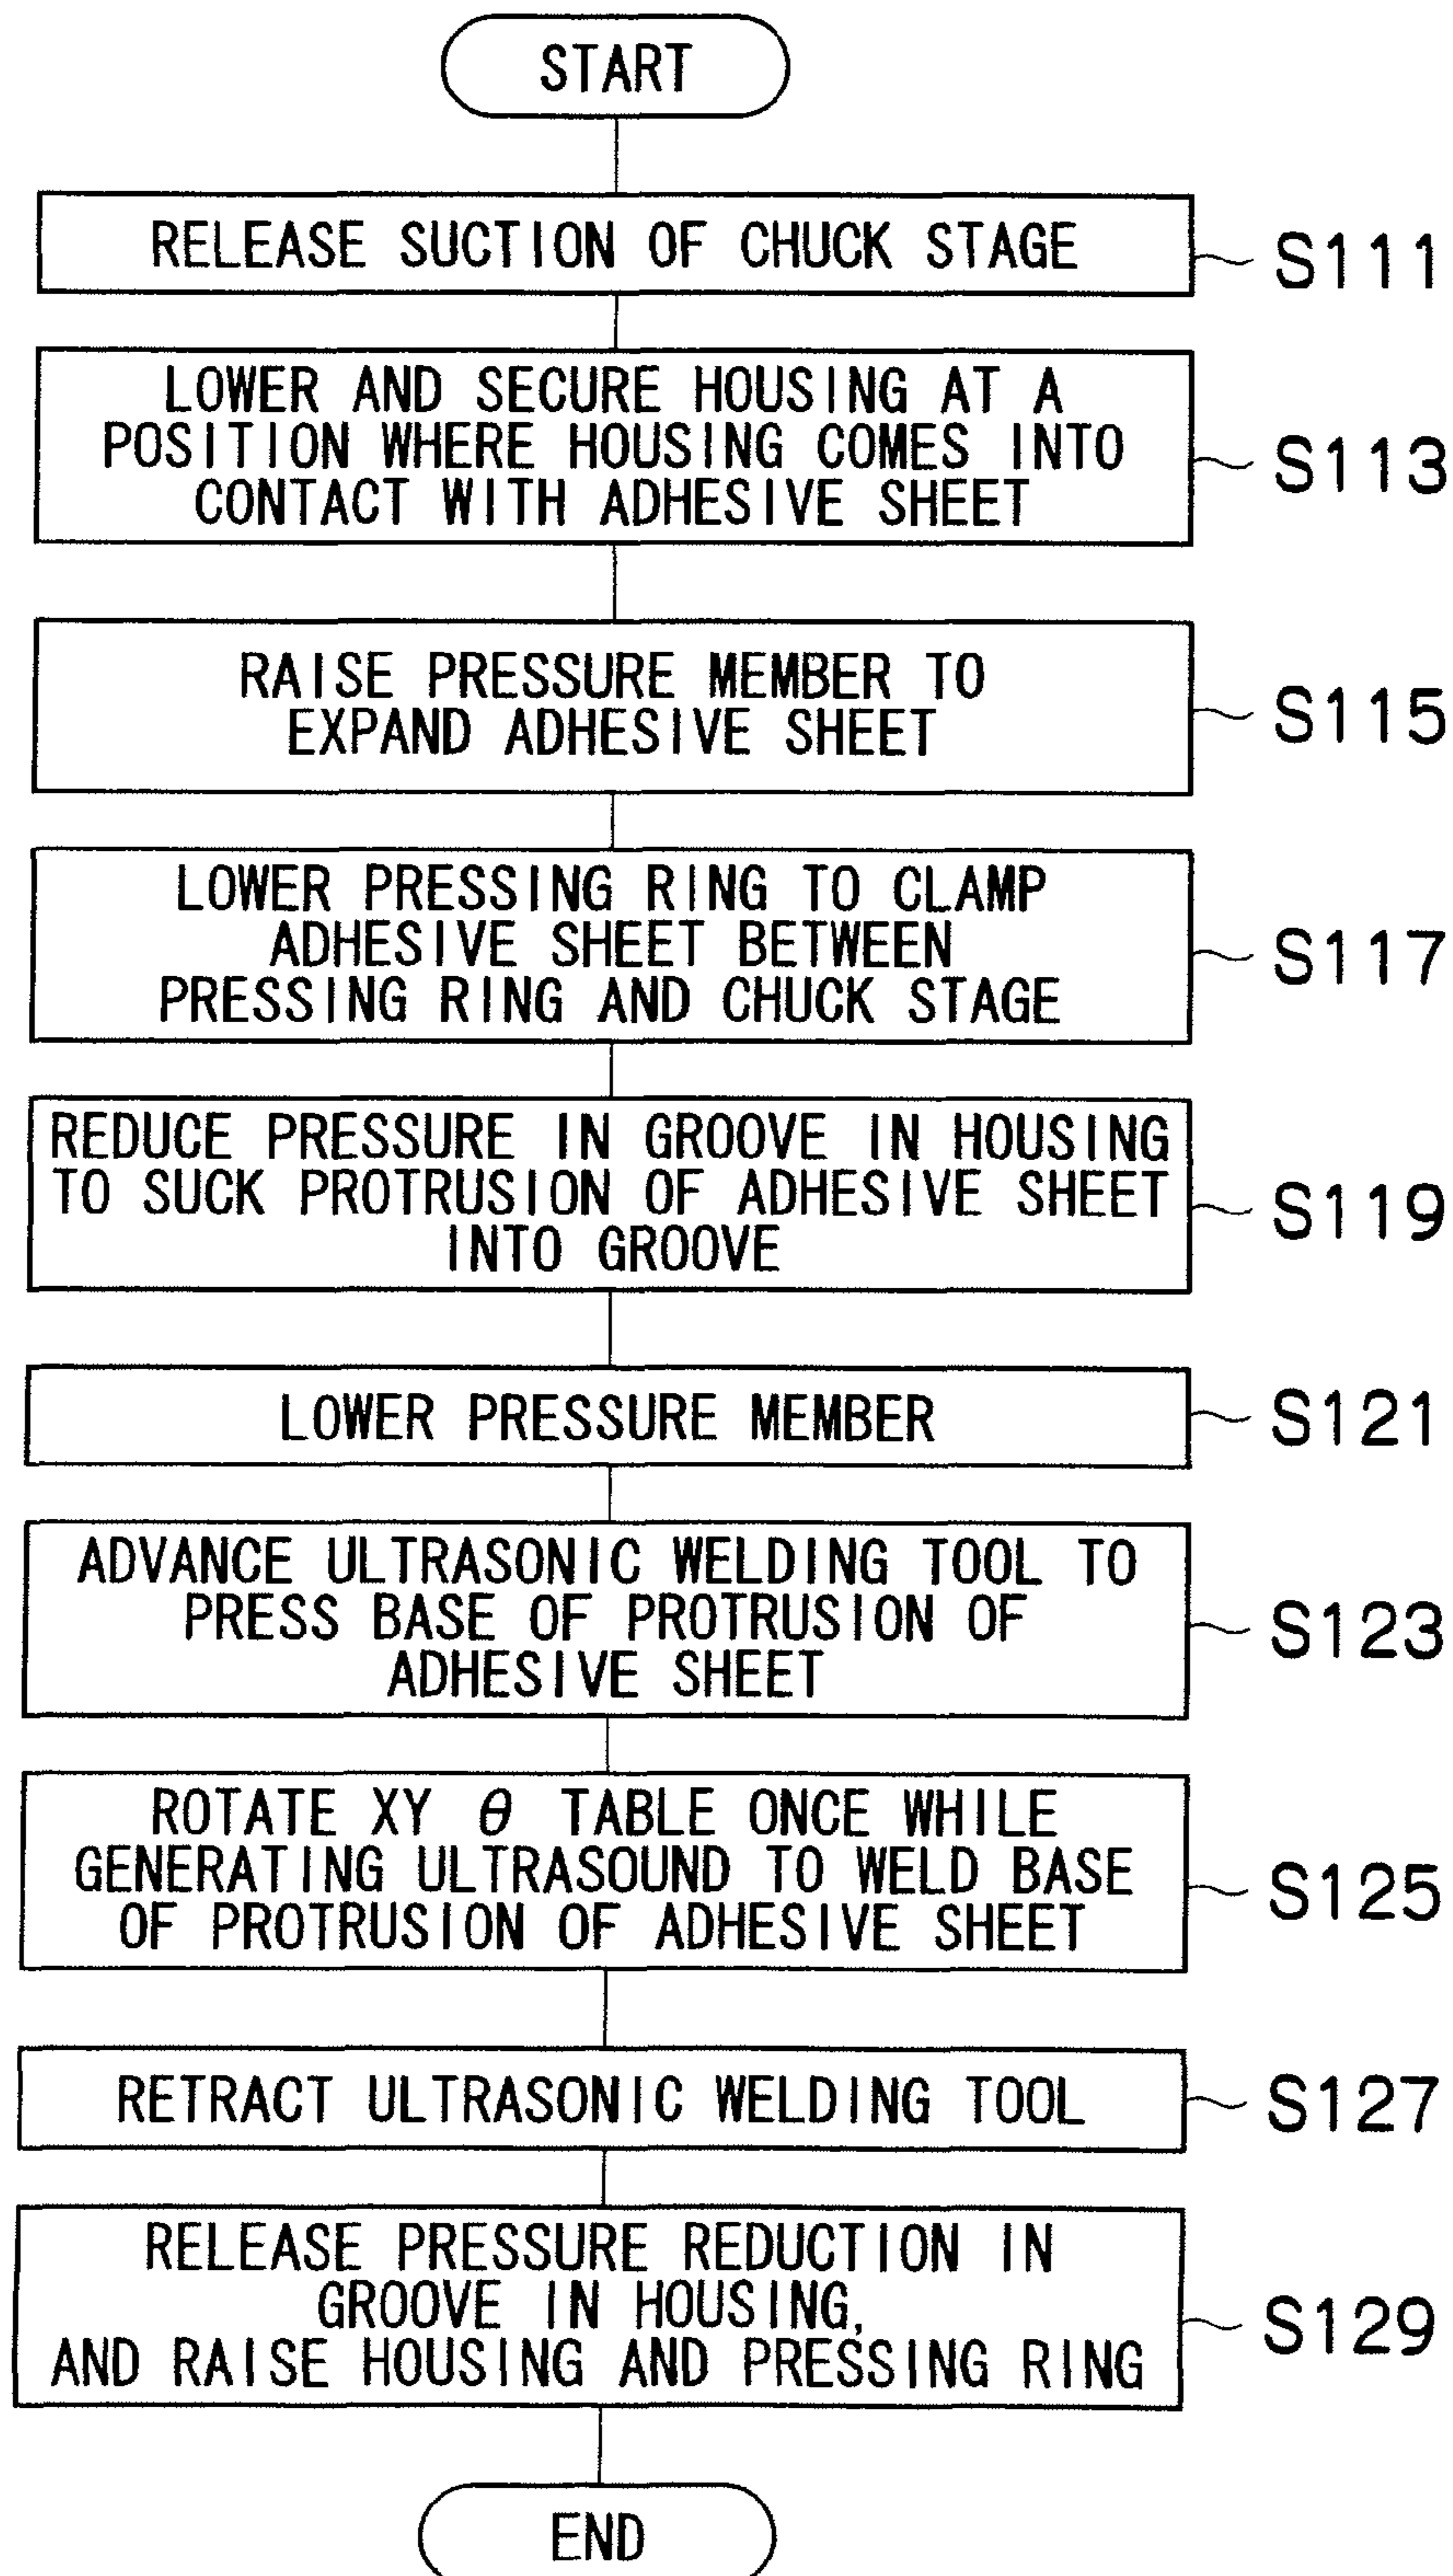 START
RELEASE SUCTION OF CHUCK STAGE
S111
LOWER AND SECURE HOUSING AT A
POSITION WHERE HOUSING COMES INTO
CONTACT WITH ADHESIVE SHEET
S113
RAISE PRESSURE MEMBER TO
EXPAND ADHESIVE SHEET
S115
LOWER PRESSING RING TO CLAMP
ADHESIVE SHEET BETWEEN
PRESSING RING AND CHUCK STAGE
S117
REDUCE PRESSURE IN GROOVE IN HOUSING
TO SUCK PROTRUSION OF ADHESIVE SHEET
INTO GROOVE
S119
LOWER PRESSURE MEMBER
S121
ADVANCE ULTRASONIC WELDING TOOL TO
PRESS BASE OF PROTRUSION OF
ADHESIVE SHEET
S123
ROTATE XY θ TABLE ONCE WHILE
GENERATING ULTRASOUND TO WELD BASE
OF PROTRUSION OF ADHESIVE SHEET
S125
RETRACT ULTRASONIC WELDING TOOL
S127
RELEASE PRESSURE REDUCTION IN
GROOVE IN HOUSING,
AND RAISE HOUSING AND PRESSING RING
S129
END